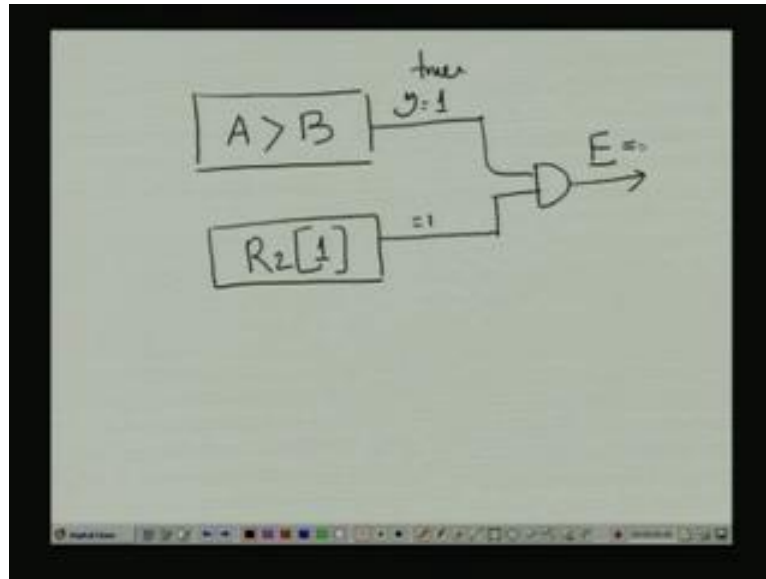 true
y=1
A > B
E =
=1
R2[1]